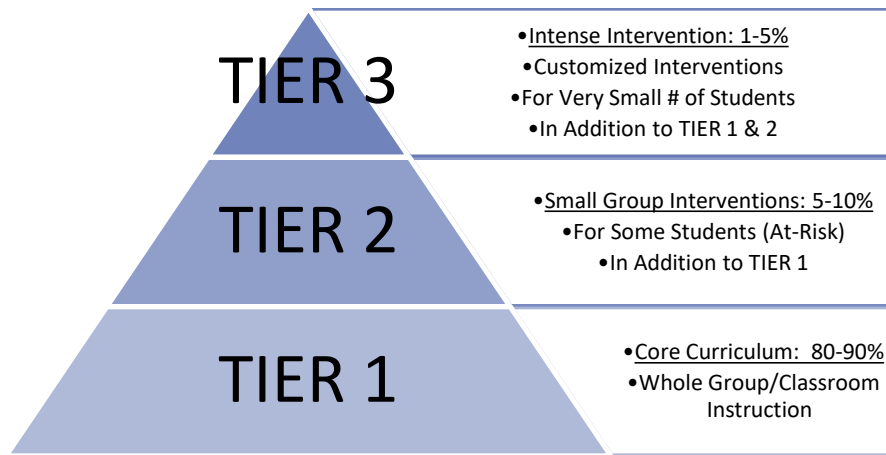 TIER 3
•Intense Intervention: 1-5%
•Customized Interventions
•For Very Small # of Students
•In Addition to TIER 1 & 2
TIER 2
•Small Group Interventions: 5-10%
•For Some Students (At-Risk)
•In Addition to TIER 1
TIER 1
•Core Curriculum:  80-90%
•Whole Group/Classroom
Instruction